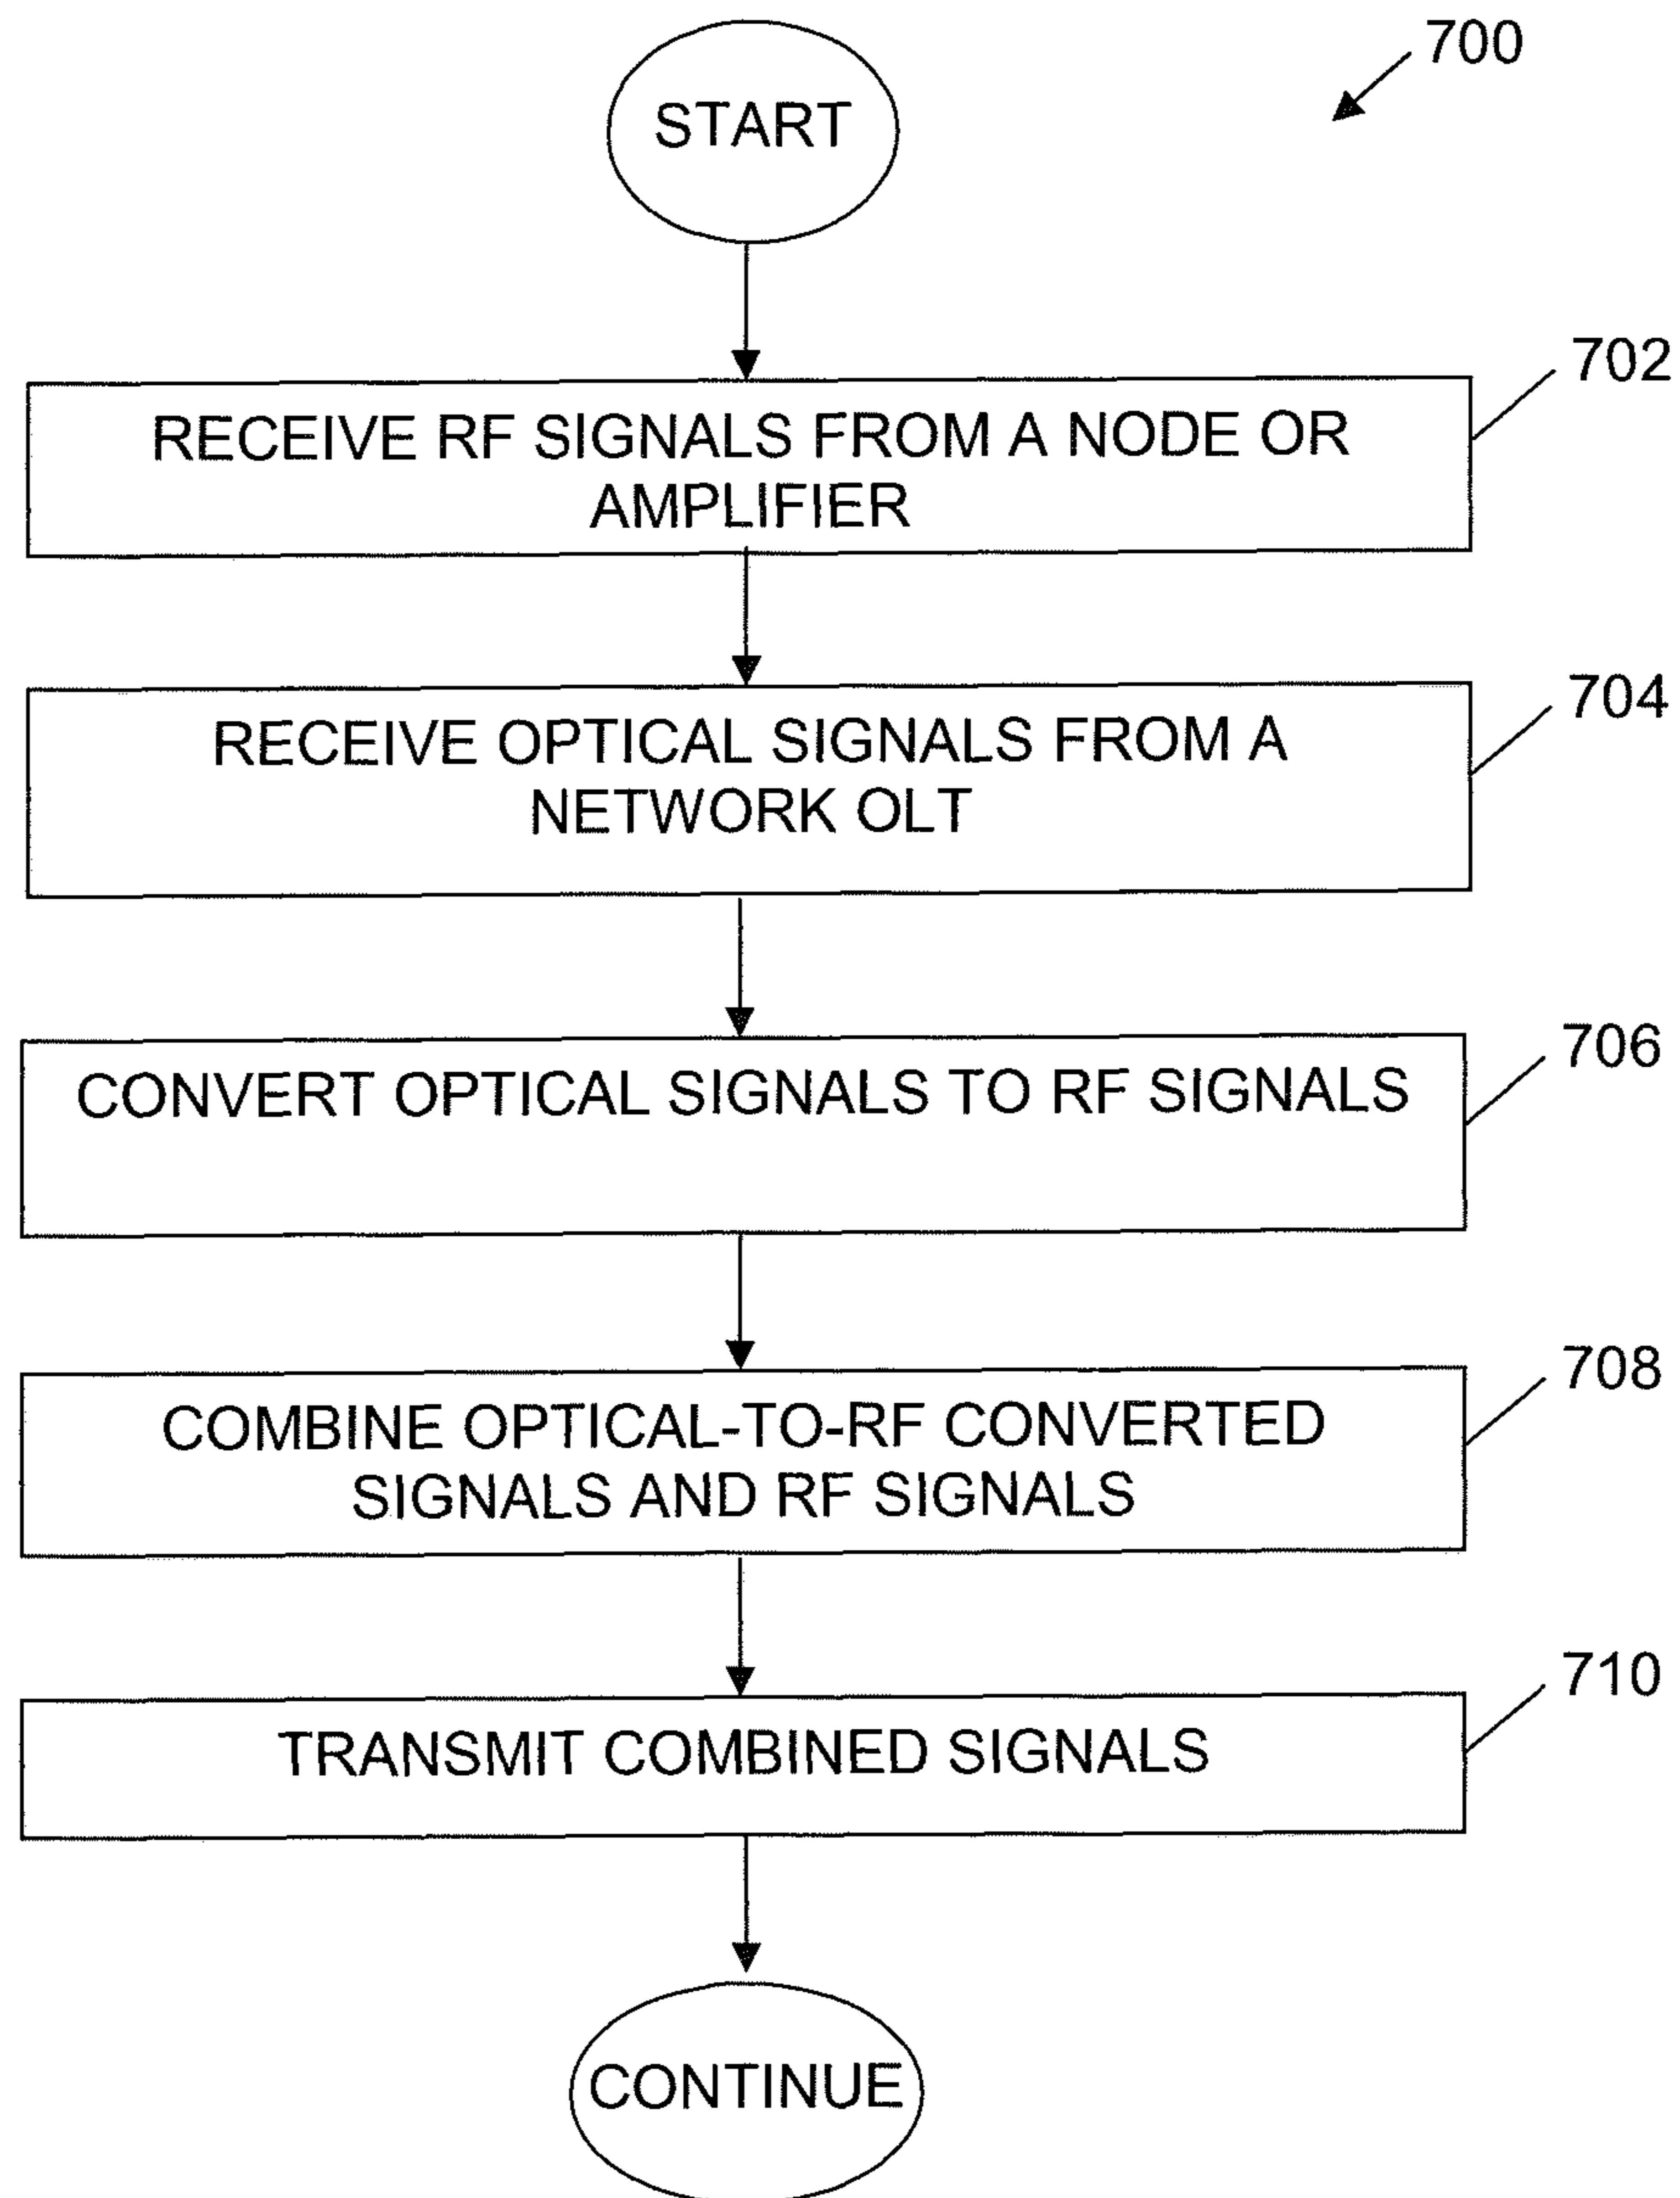 700
START
702
RECEIVE RF SIGNALS FROM A NODE OR
AMPLIFIER
704
RECEIVE OPTICAL SIGNALS FROM A
NETWORK OLT
706
CONVERT OPTICAL SIGNALS TO RF SIGNALS
708
COMBINE OPTICAL-TO-RF CONVERTED
SIGNALS AND RF SIGNALS
710
TRANSMIT COMBINED SIGNALS
CONTINUE